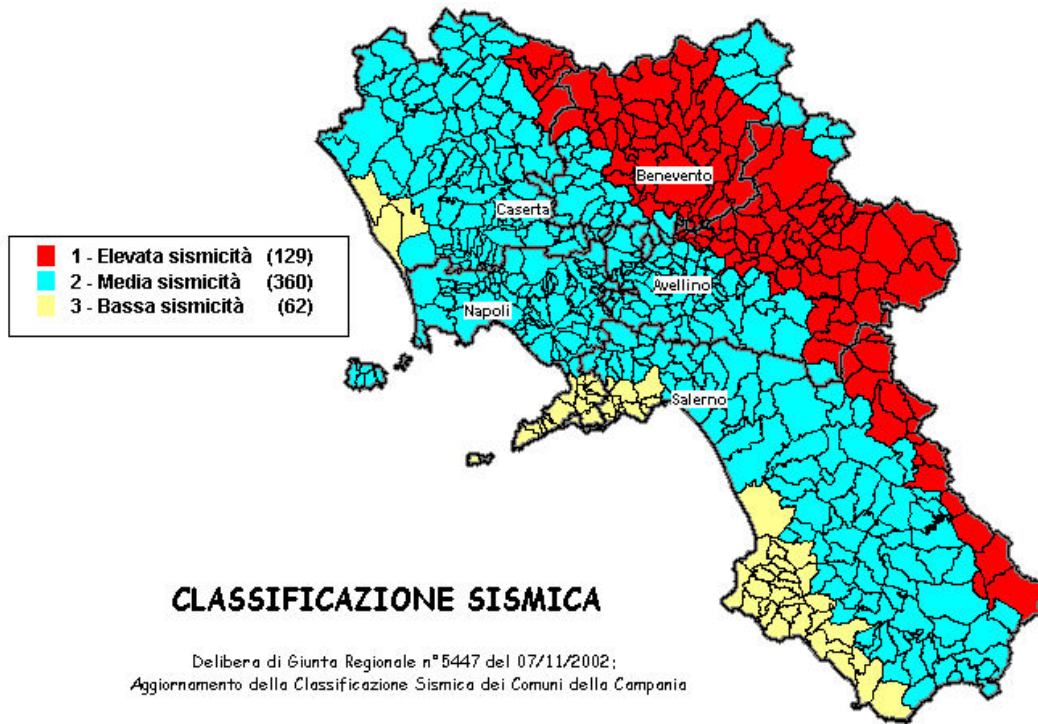 Benevento
Caserta
1 - Elevata sismicità (129)
2 - Media sismicità (360)
3 - Bassa sismicità (62)
Avellino
Napoli
Salerno
CLASSIFICAZIONE SISMICA
Delibera di Giunta Regionale n°5447 del 07/11/2002;
Aggiornamento della Classificazione Sismica dei Comuni della Campania